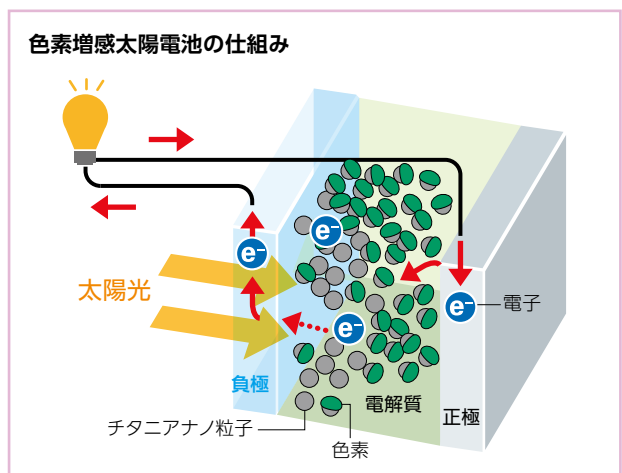 色素増感太陽電池の仕組み
e⁻
e⁻
太陽光
e⁻
電子
e⁻
負極
電解質
正極
チタニアナノ粒子
色素